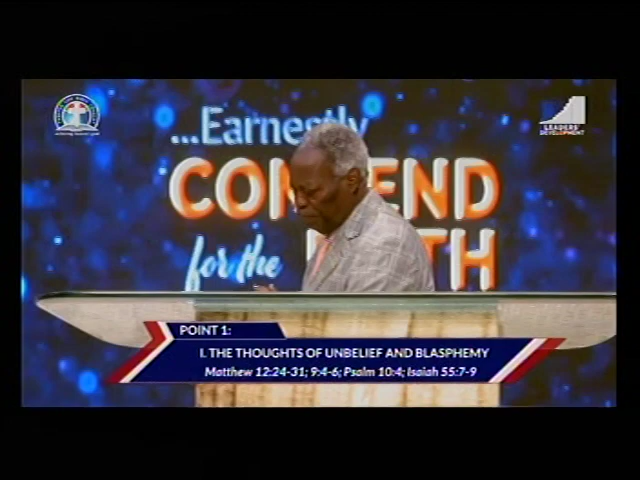 ...Earnestly
CONTEND
for the
LEADERS'
DEVELOPMENT
POINT 1:
I. THE THOUGHTS OF UNBELIEF AND BLASPHEMY
Matthew 12:24-31; 9:4-6; Psalm 10:4; Isaiah 55:7-9